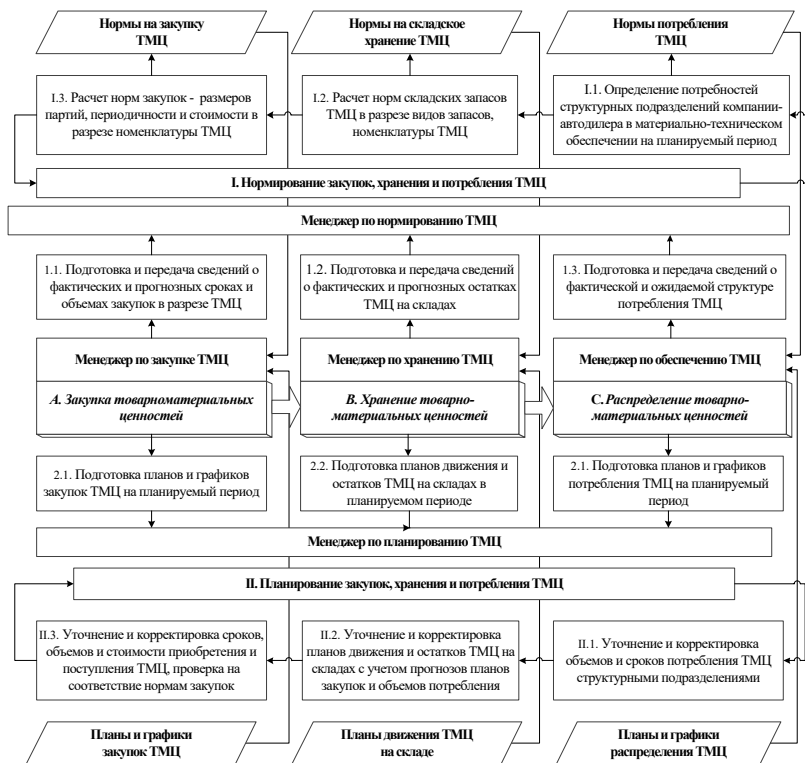 Нормы на закупку
ТМЦ
Нормы на складское
хранение ТМЦ
Нормы потребления
ТМЦ
I.3. Расчет норм закупок - размеров
партий, периодичности и стоимости в
разрезе номенклатуры ТМЦ
I.2. Расчет норм складских запасов
ТМЦ в разрезе видов запасов,
номенклатуры ТМЦ
I.1. Определение потребностей
структурных подразделений компании-
автодилера в материально-техническом
обеспечении на планируемый период
I. Нормирование закупок, хранения и потребления ТМЦ
Менеджер по нормированию ТМЦ
1.1. Подготовка и передача сведений о
фактических и прогнозных сроках и
объемах закупок в разрезе ТМЦ
1.2. Подготовка и передача сведений
о фактических и прогнозных остатках
ТМЦ на складах
1.3. Подготовка и передача сведений о
фактической и ожидаемой структуре
потребления ТМЦ
Менеджер по закупке ТМЦ
Менеджер по хранению ТМЦ
Менеджер по обеспечению ТМЦ
А. Закупка товарноматериальных
ценностей
В. Хранение товарно-
материальных ценностей
С. Распределение товарно-
материальных ценностей
2.1. Подготовка планов и графиков
закупок ТМЦ на планируемый период
2.2. Подготовка планов движения и
остатков ТМЦ на складах в
планируемом периоде
2.1. Подготовка планов и графиков
потребления ТМЦ на планируемый
период
Менеджер по планированию ТМЦ
II. Планирование закупок, хранения и потребления ТМЦ
II.3. Уточнение и корректировка сроков,
объемов и стоимости приобретения и
поступления ТМЦ, проверка на
соответствие нормам закупок
II.2. Уточнение и корректировка
планов движения и остатков ТМЦ на
складах с учетом прогнозов планов
закупок и объемов потребления
II.1. Уточнение и корректировка
объемов и сроков потребления ТМЦ
структурными подразделениями
Планы и графики
закупок ТМЦ
Планы движения ТМЦ
на складе
Планы и графики
распределения ТМЦ